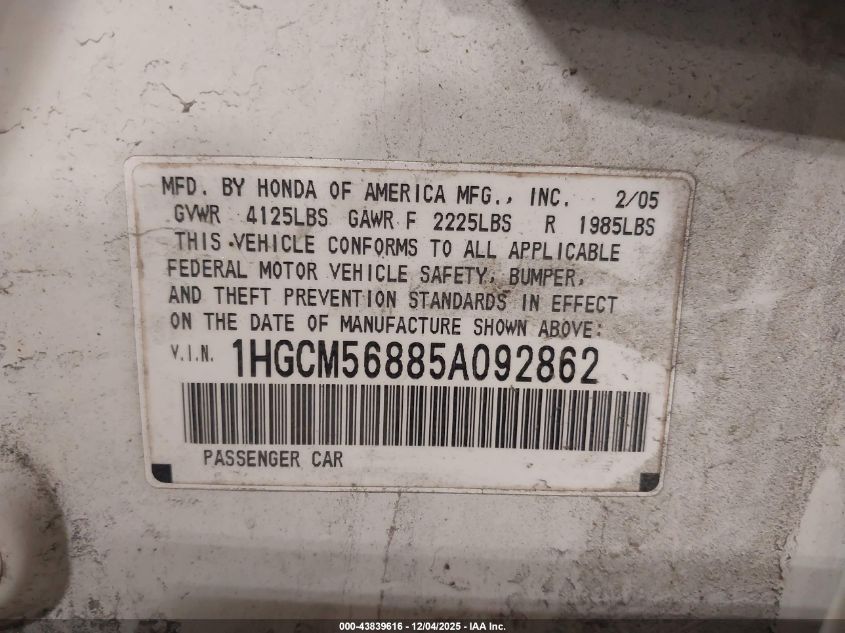 MFD. BY HONDA OF AMERICA MFG., INC. 2/05
GVWR 4125LBS GAWR F 2225LBS R 1985LBS
THIS VEHICLE CONFORMS TO ALL APPLICABLE
FEDERAL MOTOR VEHICLE SAFETY, BUMPER,
AND THEFT PREVENTION STANDARDS IN EFFECT
ON THE DATE OF MANUFACTURE SHOWN ABOVE:
V.I.N. 1HGCM56885A092862
PASSENGER CAR
000-43839616 - 12/04/2025 - IAA Inc.